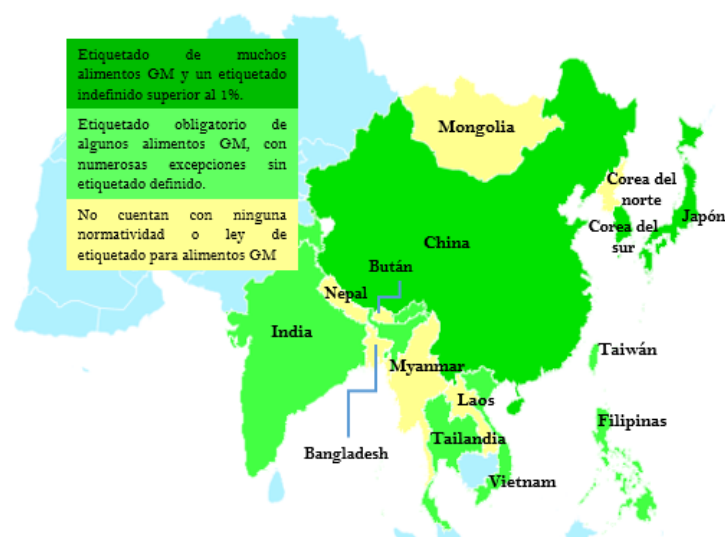 Etiquetado de muchos
alimentos GM y un etiquetado
indefinido superior al 1%.
Etiquetado obligatorio de
algunos alimentos GM, con
numerosas excepciones sin
etiquetado definido.
No cuentan con ninguna
normatividad o ley de
etiquetado para alimentos GM
Mongolia
Corea del
norte
Japón
Corea del
sur
China
Bután
Nepal
India
Taiwán
Myanmar
Laos
Filipinas
Tailandia
Bangladesh
Vietnam